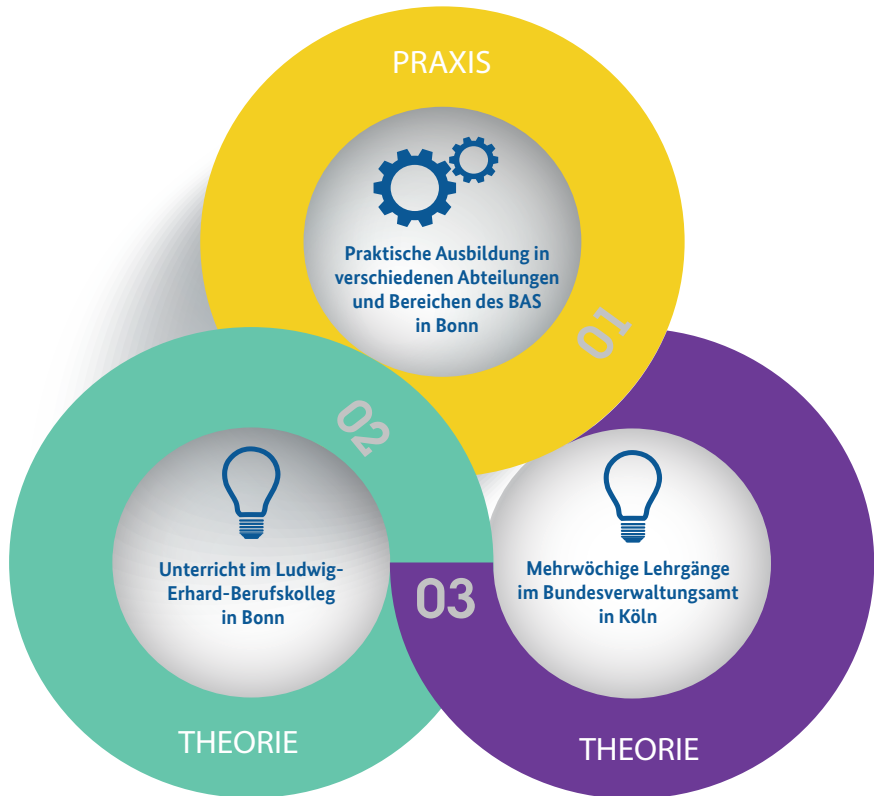 PRAXIS
Praktische Ausbildung in
verschiedenen Abteilungen
und Bereichen des BAS
in Bonn
01
02
Unterricht im Ludwig-
Erhard-Berufskolleg
in Bonn
THEORIE
03
Mehrwöchige Lehrgänge
im Bundesverwaltungsamt
in Köln
THEORIE